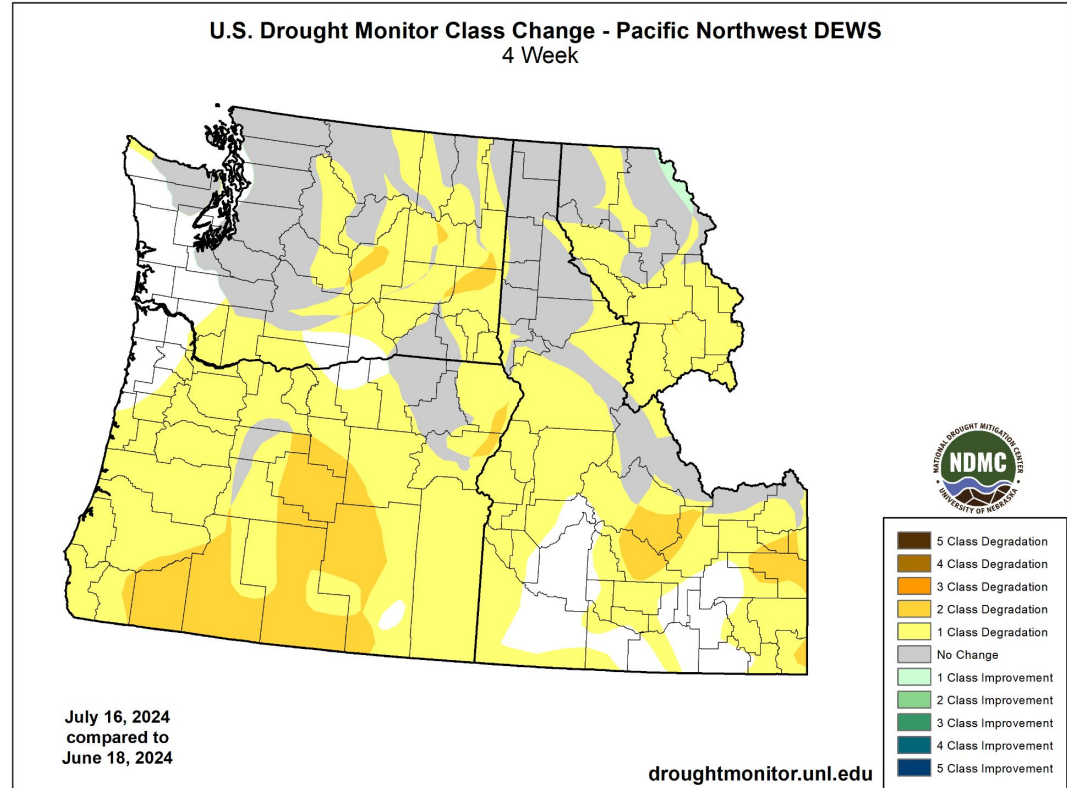 U.S. Drought Monitor Class Change - Pacific Northwest DEWS
4 Week
NATIONAL DROUGHT MITIGATION CENTER
NDMC
UNIVERSITY OF NEBRASKA
5 Class Degradation
4 Class Degradation
3 Class Degradation
2 Class Degradation
1 Class Degradation
No Change
1 Class Improvement
2 Class Improvement
3 Class Improvement
4 Class Improvement
5 Class Improvement
July 16, 2024
compared to
June 18, 2024
droughtmonitor.unl.edu